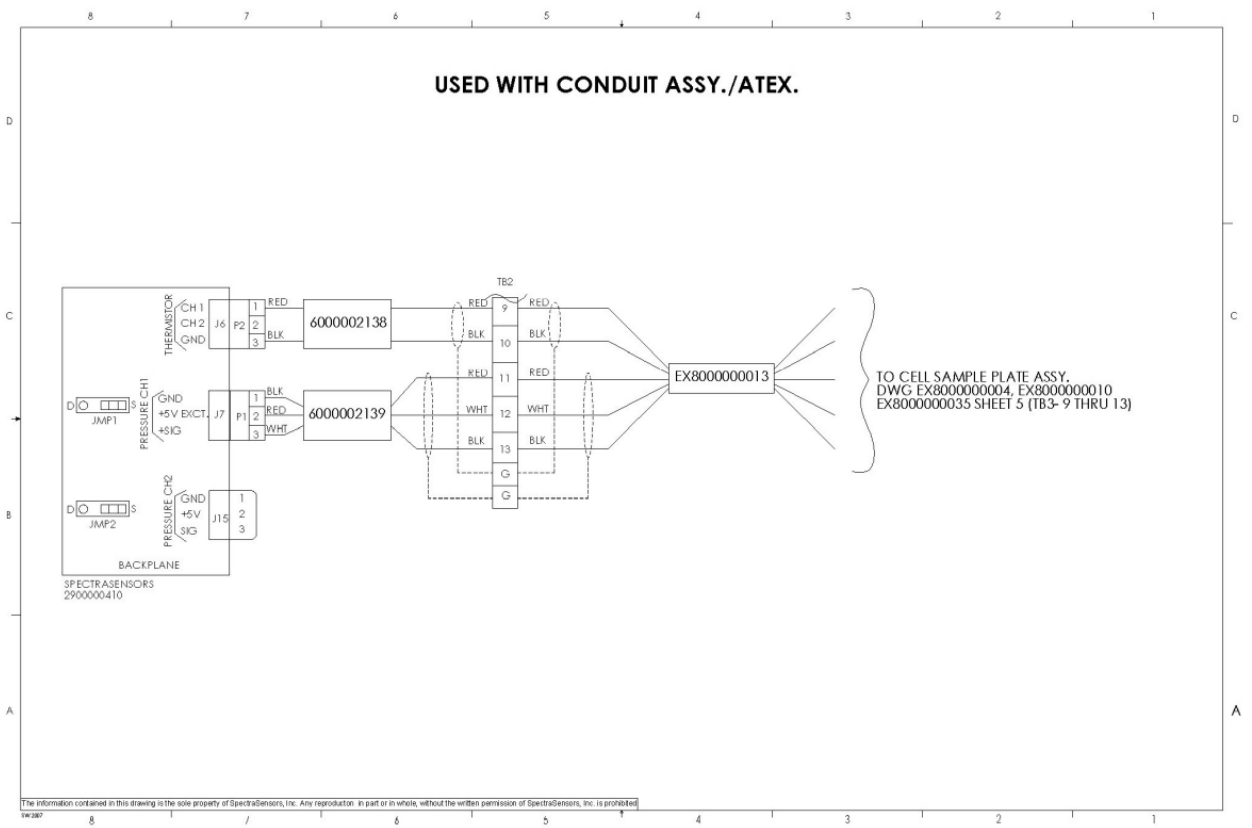 8 7 6 5 4 3 2 1
USED WITH CONDUIT ASSY./ATEX.
D D
C C
B
A A
TB2
THERMISTOR
CH 1
CH 2
GND
J6
P2
1
2
3
RED
BLK
6000002138
RED 9 RED
BLK 10 BLK
RED 11 RED
WHT 12 WHT
BLK 13 BLK
G
G
EX8000000013
TO CELL SAMPLE PLATE ASSY.
DWG EX8000000004, EX8000000010
EX8000000035 SHEET 5 (TB3- 9 THRU 13)
D S
JMP1
PRESSURE CH1
GND
+5V EXCT.
+SIG
J7
P1
1
2
3
BLK
RED
WHT
6000002139
D S
JMP2
PRESSURE CH2
GND
+5V
SIG
J15
1
2
3
BACKPLANE
SPECTRASENSORS
2900000410
The information contained in this drawing is the sole property of SpectraSensors, Inc. Any reproducton in part or in whole, without the written permission of SpectraSensors, Inc. is prohibited
SW 2007
8 7 6 5 4 3 2 1